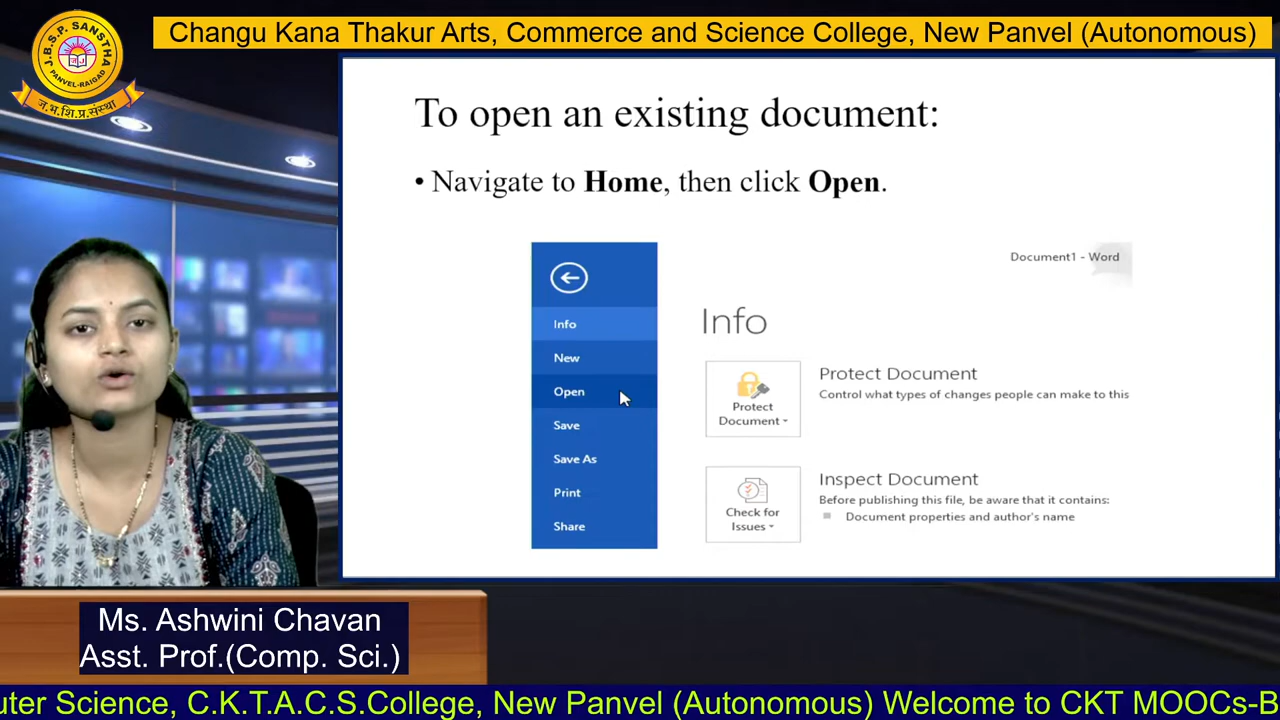 J.B.S.P. SANSTHA
PANVEL-RAIGAD
ज.भ.शि.प्र.संस्था
Changu Kana Thakur Arts, Commerce and Science College, New Panvel (Autonomous)
To open an existing document:
• Navigate to Home, then click Open.
Document1 - Word
Info
New
Open
Save
Save As
Print
Share
Info
Protect Document
Protect Document
Control what types of changes people can make to this
Check for Issues
Inspect Document
Before publishing this file, be aware that it contains:
Document properties and author's name
Ms. Ashwini Chavan
Asst. Prof.(Comp. Sci.)
uter Science, C.K.T.A.C.S.College, New Panvel (Autonomous) Welcome to CKT MOOCs-B